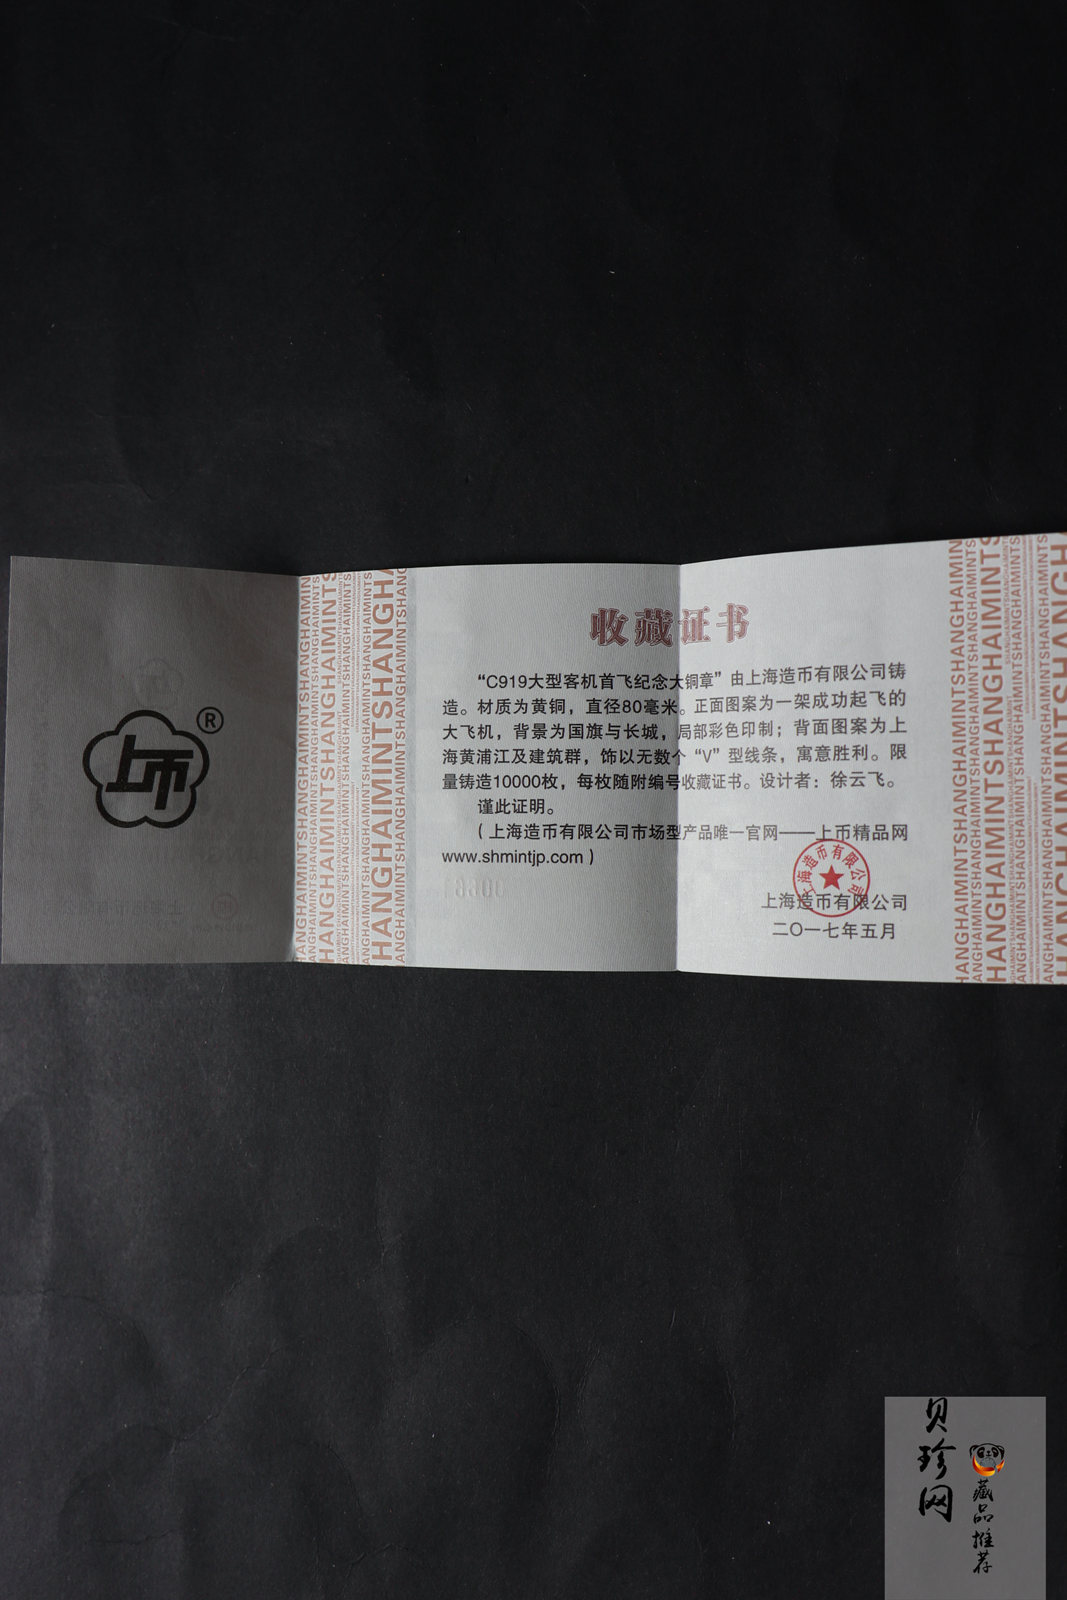 上币
®
收藏证书
“C919大型客机首飞纪念大铜章”由上海造币有限公司铸
造。材质为黄铜，直径80毫米。正面图案为一架成功起飞的
大飞机，背景为国旗与长城，局部彩色印制；背面图案为上
海黄浦江及建筑群，饰以无数个“V”型线条，寓意胜利。限
量铸造10000枚，每枚随附编号收藏证书。设计者：徐云飞。
谨此证明。
（上海造币有限公司市场型产品唯一官网——上币精品网
www.shmintjp.com）
上海造币有限公司
上海造币有限公司
二〇一七年五月
SHANGHAIMINTSHANGHAIMINT
贝珍网
藏品推荐